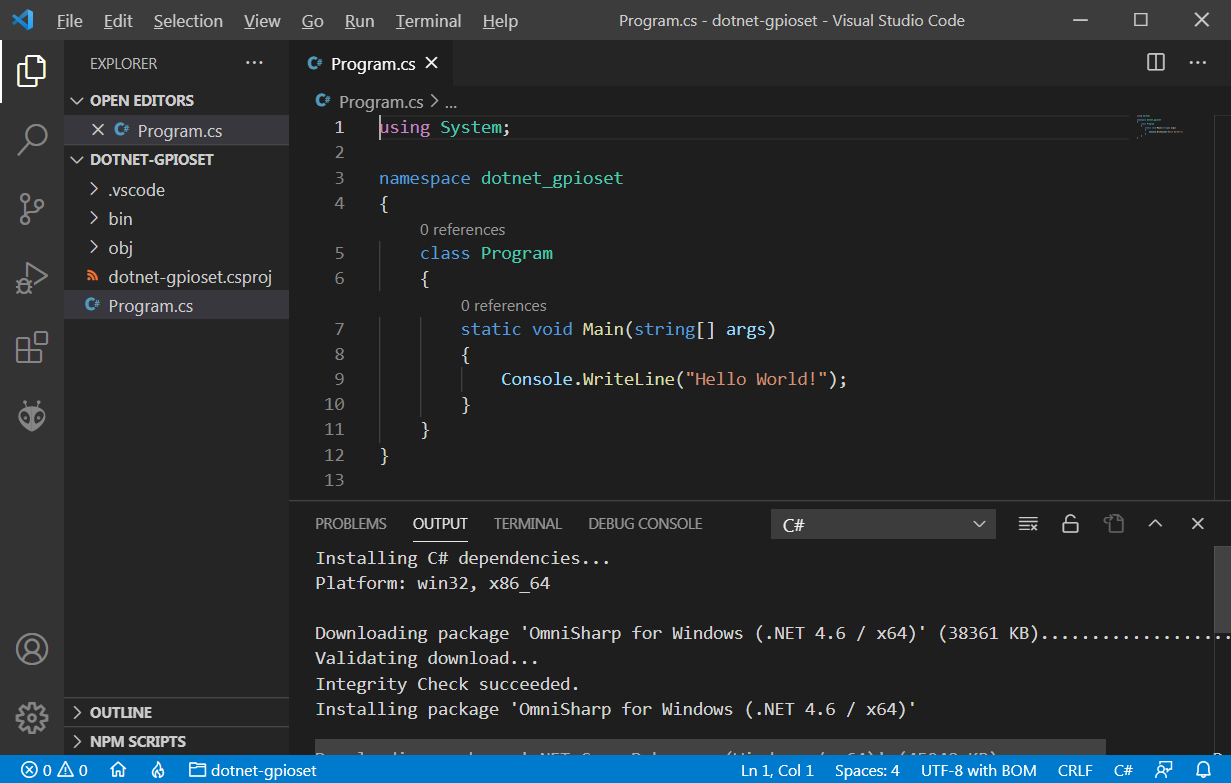 File Edit Selection View Go Run Terminal Help Program.cs - dotnet-gpioset - Visual Studio Code
EXPLORER
OPEN EDITORS
Program.cs
DOTNET-GPIOSET
.vscode
bin
obj
dotnet-gpioset.csproj
Program.cs
OUTLINE
NPM SCRIPTS
Program.cs
Program.cs > ...
1 using System;
2
3 namespace dotnet_gpioset
4 {
0 references
5 class Program
6 {
0 references
7 static void Main(string[] args)
8 {
9 Console.WriteLine("Hello World!");
10 }
11 }
12 }
13
PROBLEMS OUTPUT TERMINAL DEBUG CONSOLE C#
Installing C# dependencies...
Platform: win32, x86_64
Downloading package 'OmniSharp for Windows (.NET 4.6 / x64)' (38361 KB)...................
Validating download...
Integrity Check succeeded.
Installing package 'OmniSharp for Windows (.NET 4.6 / x64)'
0 0 dotnet-gpioset Ln 1, Col 1 Spaces: 4 UTF-8 with BOM CRLF C#